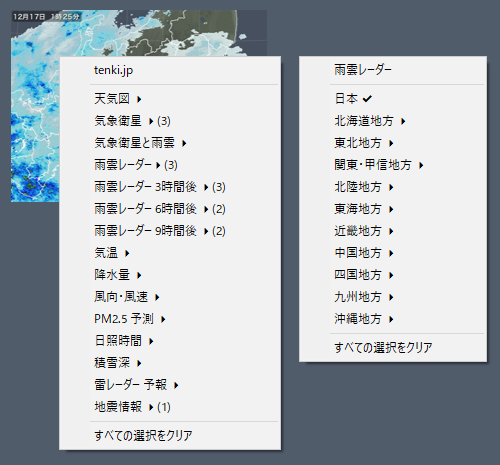 12月17日 1時25分
tenki.jp
天気図
気象衛星 (3)
気象衛星と雨雲
雨雲レーダー (3)
雨雲レーダー 3時間後 (3)
雨雲レーダー 6時間後 (2)
雨雲レーダー 9時間後 (2)
気温
降水量
風向・風速
PM2.5 予測
日照時間
積雪深
雷レーダー 予報
地震情報 (1)
すべての選択をクリア
雨雲レーダー
日本
北海道地方
東北地方
関東・甲信地方
北陸地方
東海地方
近畿地方
中国地方
四国地方
九州地方
沖縄地方
すべての選択をクリア